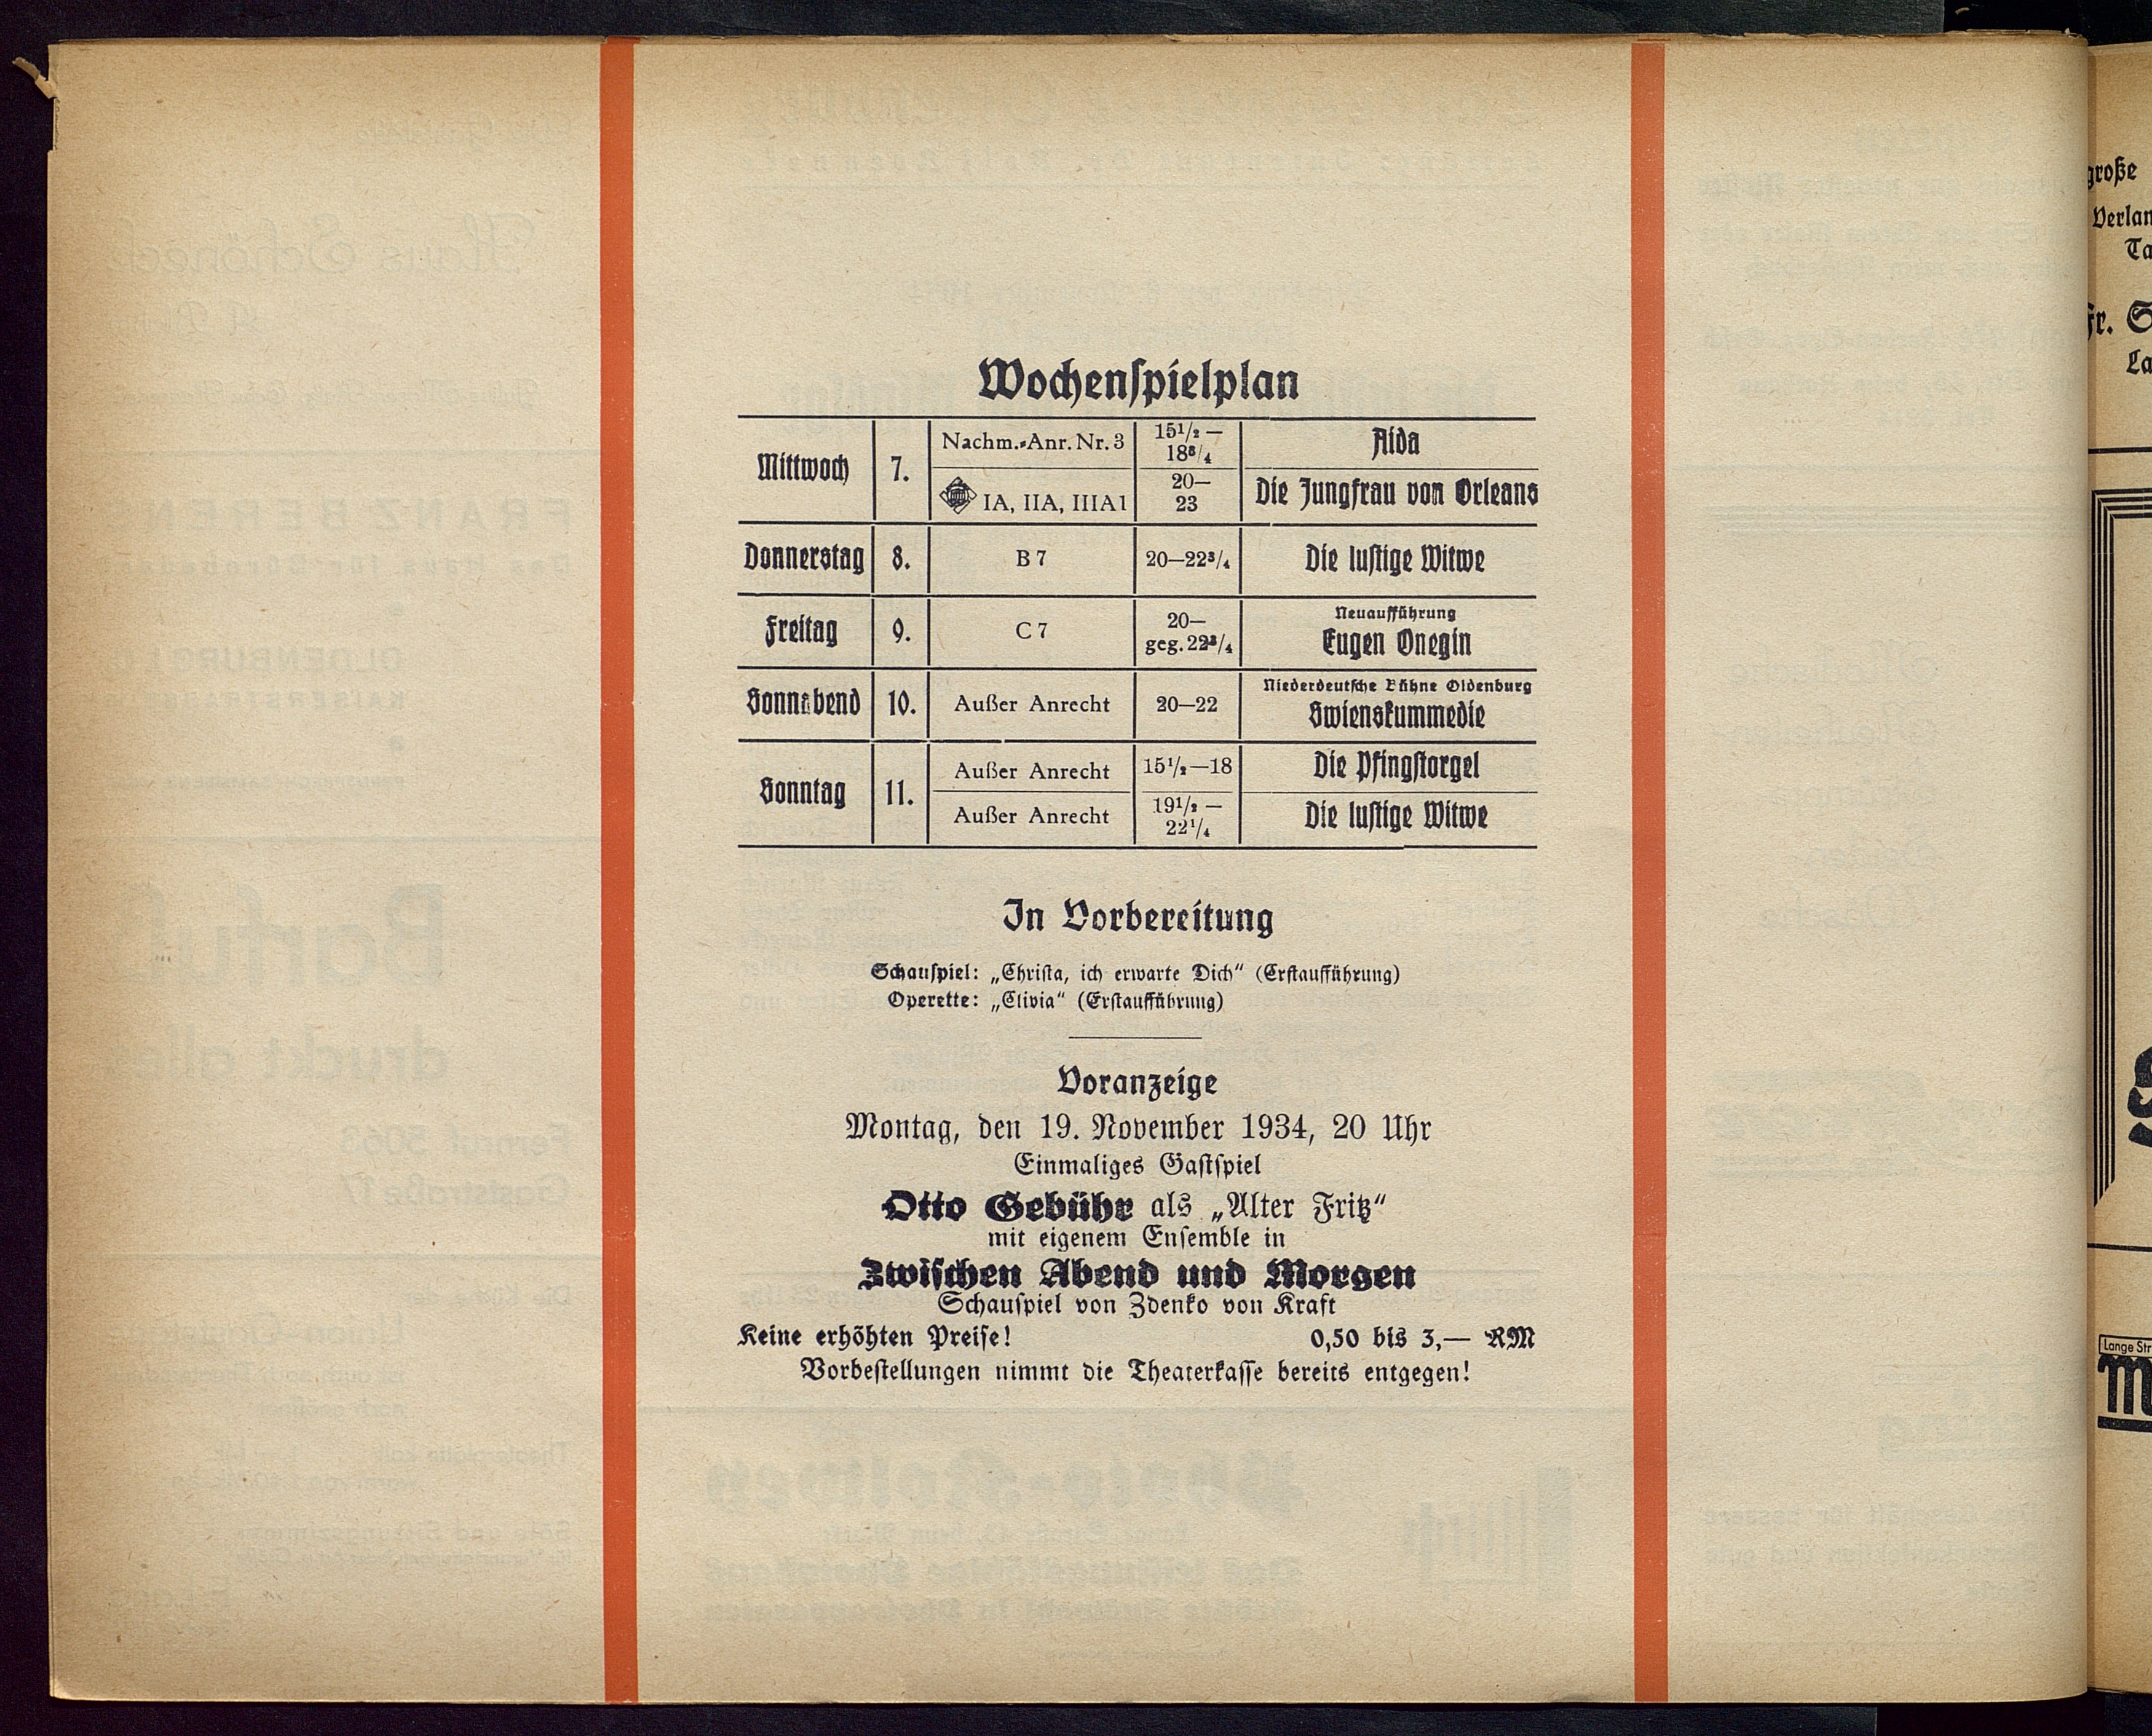 Wochenspielplan
Mittwoch 7. Nachm.-Anr. Nr. 3 15½—18¾ Aida
IA, IIA, IIIA1 20—23 Die Jungfrau von Orleans
Donnerstag 8. B 7 20—22¾ Die lustige Witwe
Freitag 9. C 7 20—geg. 22¾ Neuaufführung Eugen Onegin
Sonnabend 10. Außer Anrecht 20—22 Niederdeutsche Bühne Oldenburg Swienskummedie
Sonntag 11. Außer Anrecht 15½—18 Die Pfingstorgel
Außer Anrecht 19½—22¼ Die lustige Witwe
In Vorbereitung
Schauspiel: „Christa, ich erwarte Dich“ (Erstaufführung)
Operette: „Clivia“ (Erstaufführung)
Voranzeige
Montag, den 19. November 1934, 20 Uhr
Einmaliges Gastspiel
Otto Gebühr als „Alter Fritz“
mit eigenem Ensemble in
Zwischen Abend und Morgen
Schauspiel von Zdenko von Kraft
Keine erhöhten Preise! 0,50 bis 3,— RM
Vorbestellungen nimmt die Theaterkasse bereits entgegen!
große
Lange Str